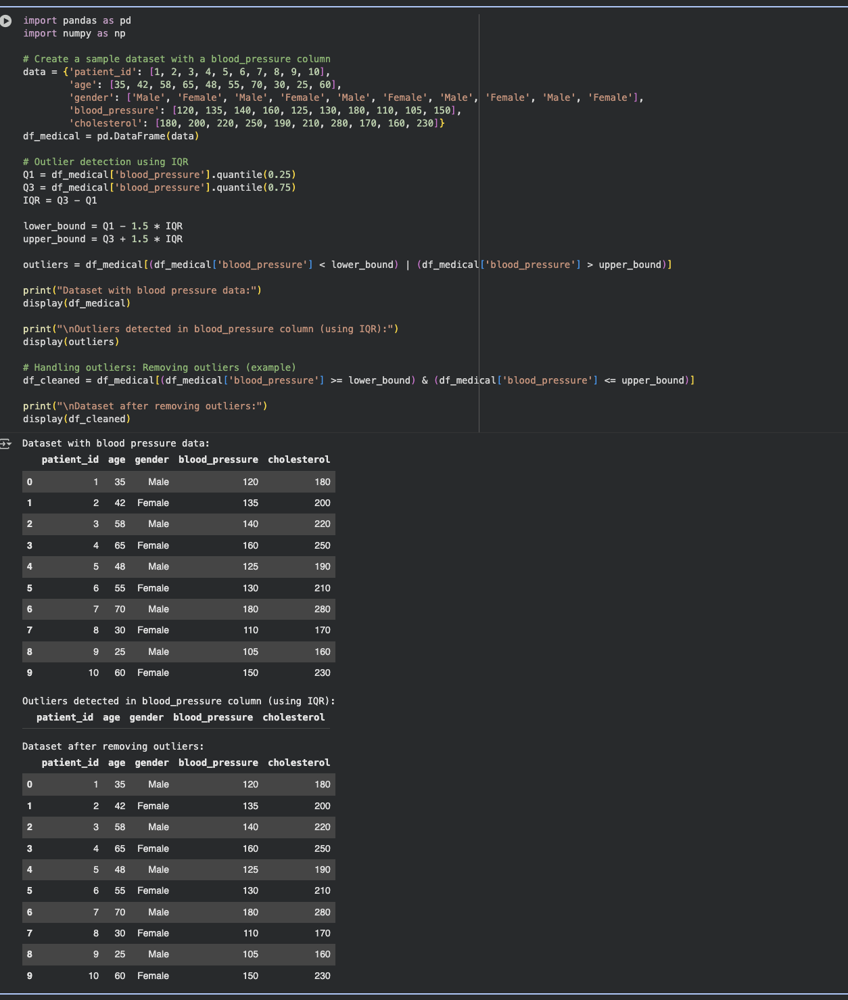 import pandas as pd
import numpy as np
# Create a sample dataset with a blood_pressure column
data = {'patient_id': [1, 2, 3, 4, 5, 6, 7, 8, 9, 10],
'age': [35, 42, 58, 65, 48, 55, 70, 30, 25, 60],
'gender': ['Male', 'Female', 'Male', 'Female', 'Male', 'Female', 'Male', 'Female', 'Male', 'Female'],
'blood_pressure': [120, 135, 140, 160, 125, 130, 180, 110, 105, 150],
'cholesterol': [180, 200, 220, 250, 190, 210, 280, 170, 160, 230]}
df_medical = pd.DataFrame(data)
# Outlier detection using IQR
Q1 = df_medical['blood_pressure'].quantile(0.25)
Q3 = df_medical['blood_pressure'].quantile(0.75)
IQR = Q3 - Q1
lower_bound = Q1 - 1.5 * IQR
upper_bound = Q3 + 1.5 * IQR
outliers = df_medical[(df_medical['blood_pressure'] < lower_bound) | (df_medical['blood_pressure'] > upper_bound)]
print("Dataset with blood pressure data:")
display(df_medical)
print("\nOutliers detected in blood_pressure column (using IQR):")
display(outliers)
# Handling outliers: Removing outliers (example)
df_cleaned = df_medical[(df_medical['blood_pressure'] >= lower_bound) & (df_medical['blood_pressure'] <= upper_bound)]
print("\nDataset after removing outliers:")
display(df_cleaned)
Dataset with blood pressure data:
patient_id age gender blood_pressure cholesterol
0 1 35 Male 120 180
1 2 42 Female 135 200
2 3 58 Male 140 220
3 4 65 Female 160 250
4 5 48 Male 125 190
5 6 55 Female 130 210
6 7 70 Male 180 280
7 8 30 Female 110 170
8 9 25 Male 105 160
9 10 60 Female 150 230
Outliers detected in blood_pressure column (using IQR):
patient_id age gender blood_pressure cholesterol
Dataset after removing outliers:
patient_id age gender blood_pressure cholesterol
0 1 35 Male 120 180
1 2 42 Female 135 200
2 3 58 Male 140 220
3 4 65 Female 160 250
4 5 48 Male 125 190
5 6 55 Female 130 210
6 7 70 Male 180 280
7 8 30 Female 110 170
8 9 25 Male 105 160
9 10 60 Female 150 230